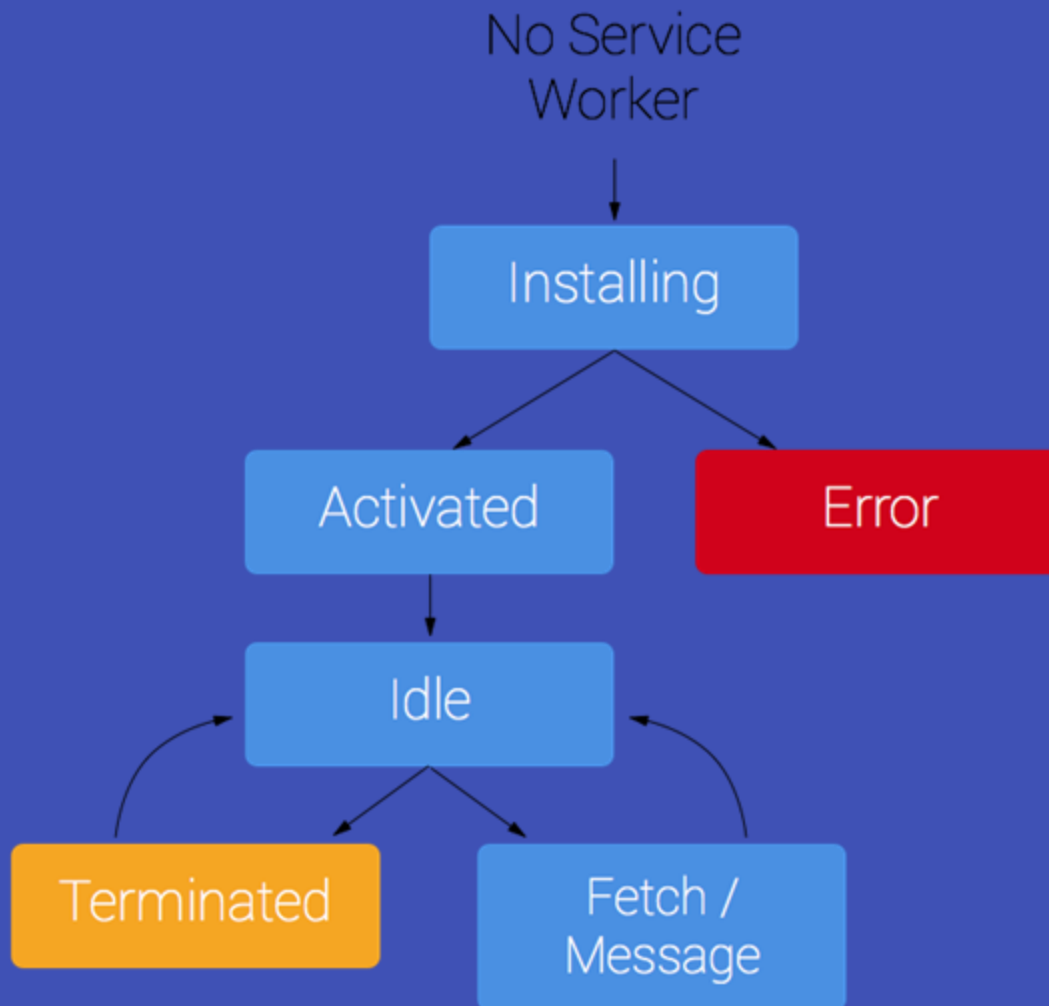 No Service
Worker
Installing
Activated
Error
Idle
Terminated
Fetch /
Message